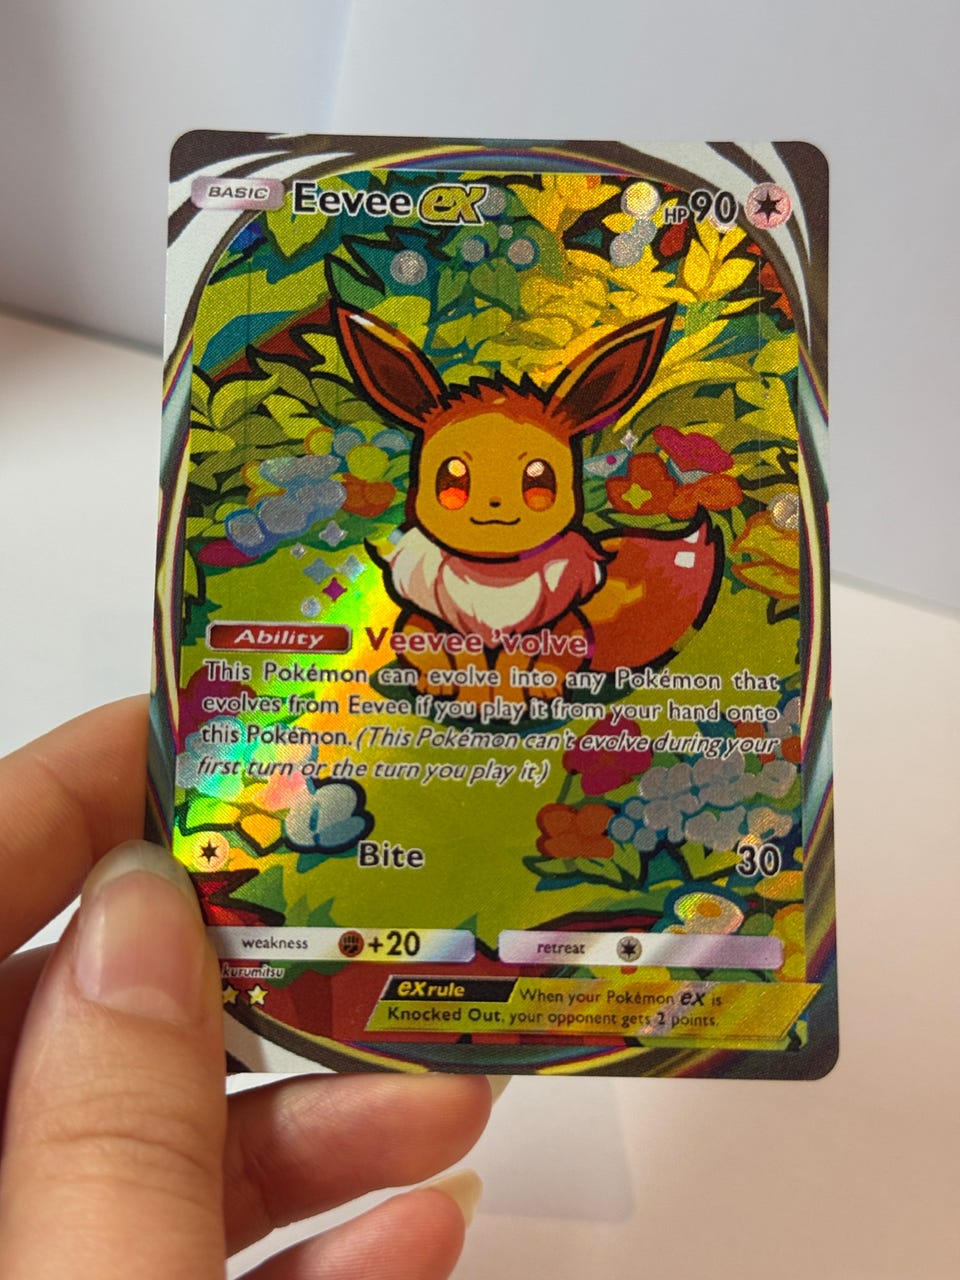 BASIC Eevee ex HP 90
Ability Veevee 'volve
This Pokémon can evolve into any Pokémon that
evolves from Eevee if you play it from your hand onto
this Pokémon. (This Pokémon can't evolve during your
first turn or the turn you play it.)
Bite 30
weakness +20 retreat
kurumitsu
ex rule When your Pokémon ex is
Knocked Out, your opponent gets 2 points.